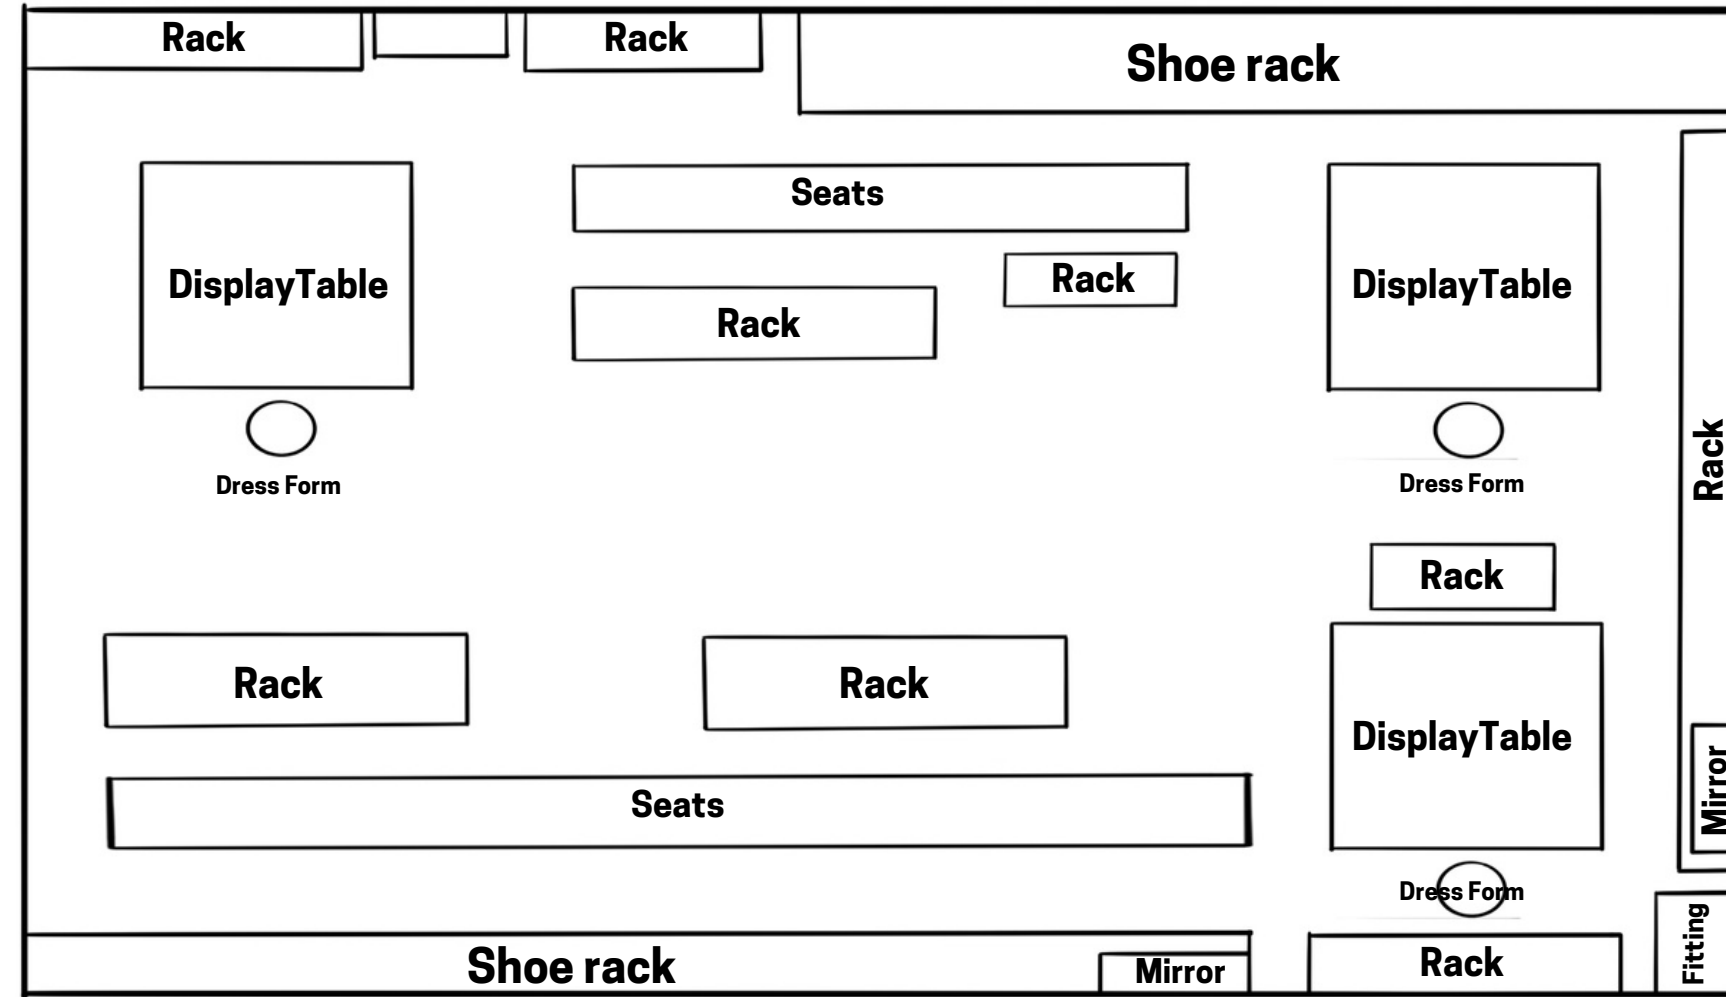 Rack
Rack
Shoe rack
Seats
DisplayTable
Rack
DisplayTable
Rack
Dress Form
Dress Form
Rack
Rack
Rack
Rack
DisplayTable
Mirror
Seats
Dress Form
Fitting
Shoe rack
Mirror
Rack